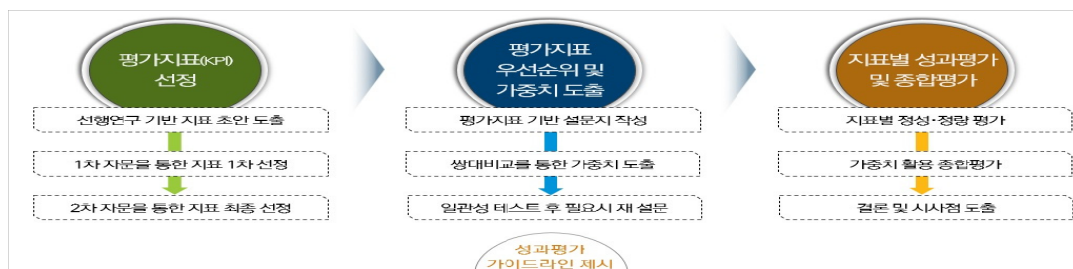 평가지표(KPI)
선정
선행연구 기반 지표 초안 도출
1차 자문을 통한 지표 1차 선정
2차 자문을 통한 지표 최종 선정
평가지표
우선순위 및
가중치 도출
평가지표 기반 설문지 작성
쌍대비교를 통한 가중치 도출
일관성 테스트 후 필요시 재 설문
지표별 성과평가
및 종합평가
지표별 정성·정량 평가
가중치 활용 종합평가
결론 및 시사점 도출
성과평가
가이드라인 제시